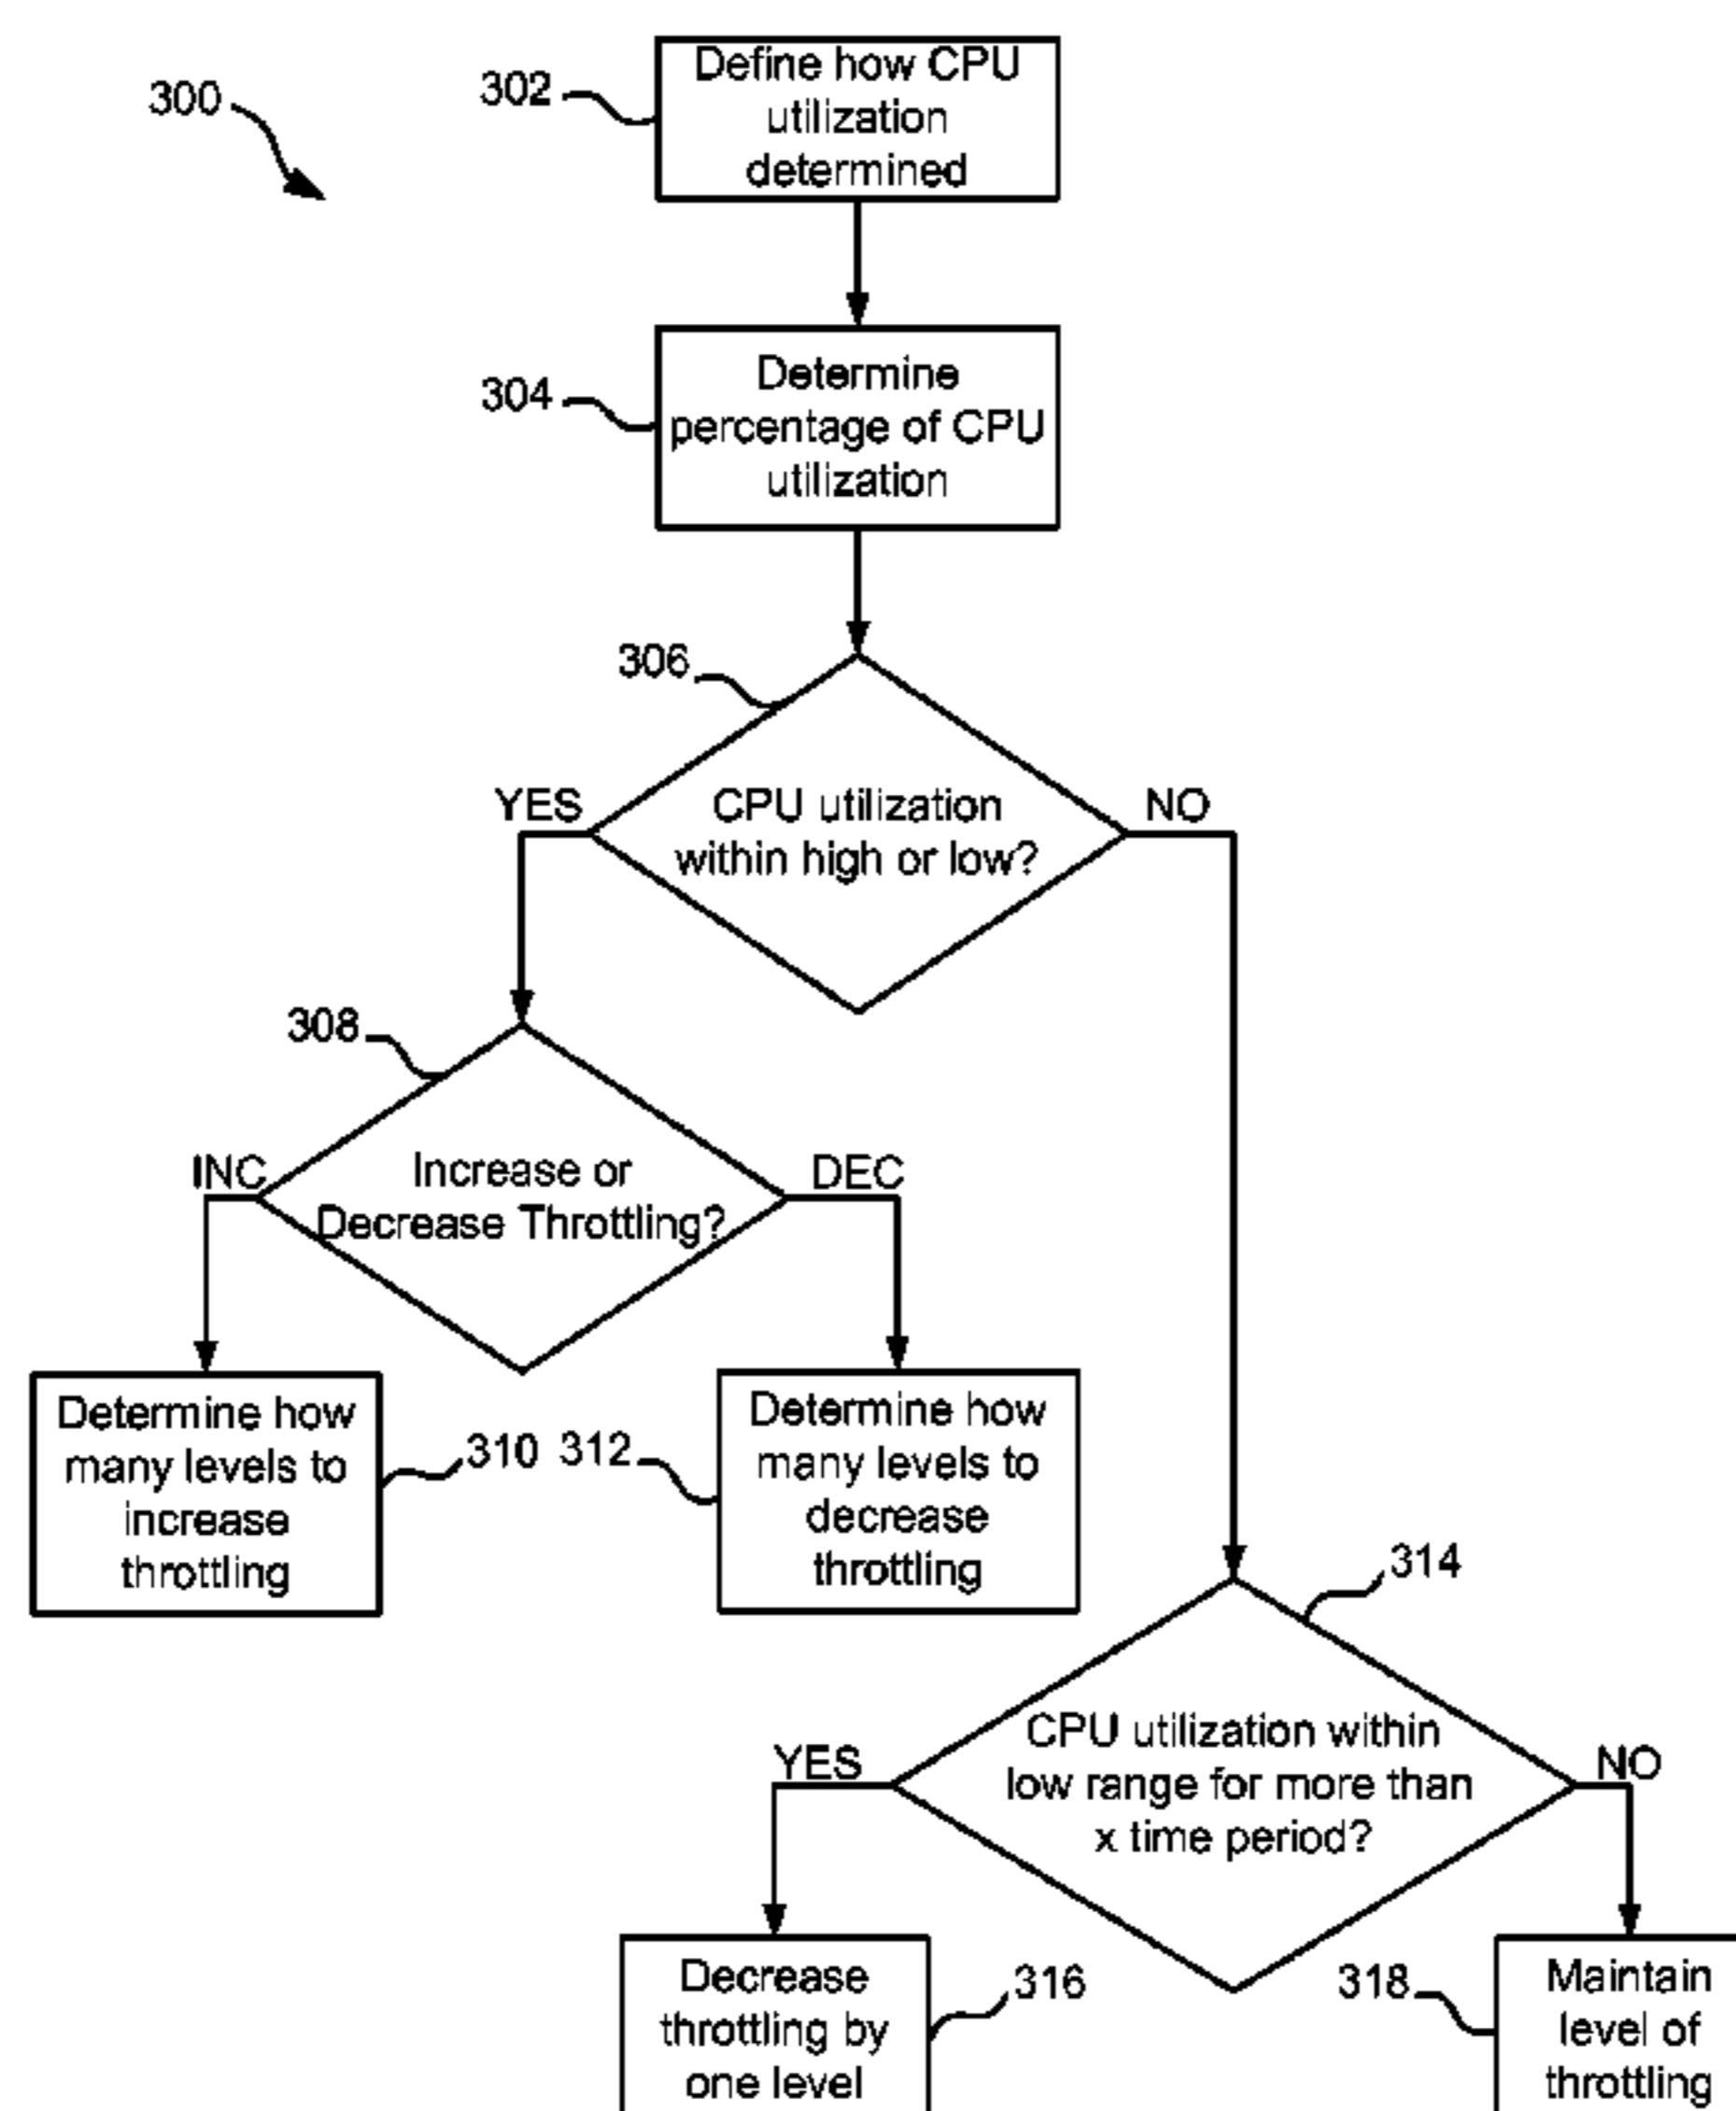 300
302
Define how CPU
utilization
determined
304
Determine
percentage of CPU
utilization
306
YES
CPU utilization
within high or low?
NO
308
INC
Increase or
Decrease Throttling?
DEC
Determine how
many levels to
increase
throttling
310
312
Determine how
many levels to
decrease
throttling
314
YES
CPU utilization within
low range for more than
x time period?
NO
Decrease
throttling by
one level
316
318
Maintain
level of
throttling